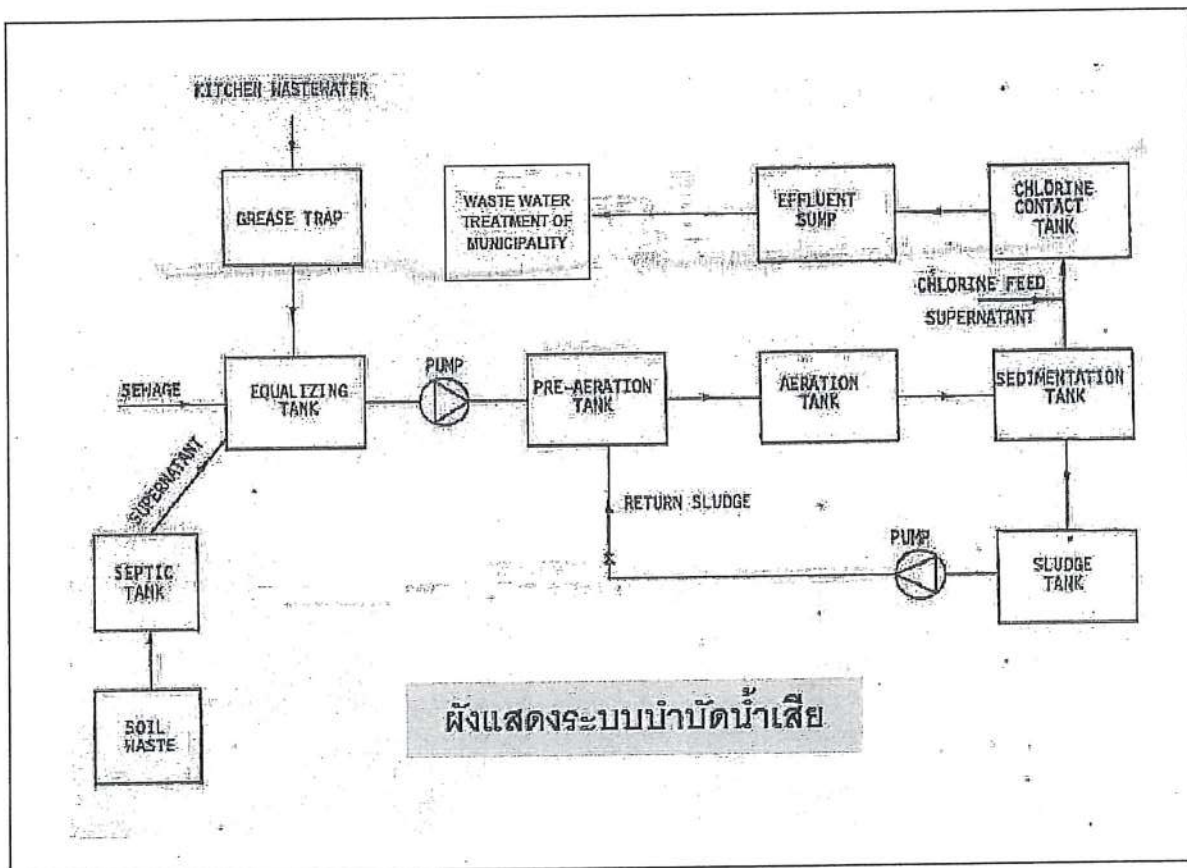 KITCHEN WASTEWATER
GREASE TRAP
WASTE WATER
TREATMENT OF
MUNICIPALITY
EFFLUENT
SUMP
CHLORINE
CONTACT
TANK
CHLORINE FEED
SUPERNATANT
SEWAGE
EQUALIZING
TANK
PUMP
PRE-AERATION
TANK
AERATION
TANK
SEDIMENTATION
TANK
SUPERNATANT
RETURN SLUDGE
PUMP
SLUDGE
TANK
SEPTIC
TANK
SOIL
WASTE
ผังแสดงระบบบำบัดน้ำเสีย